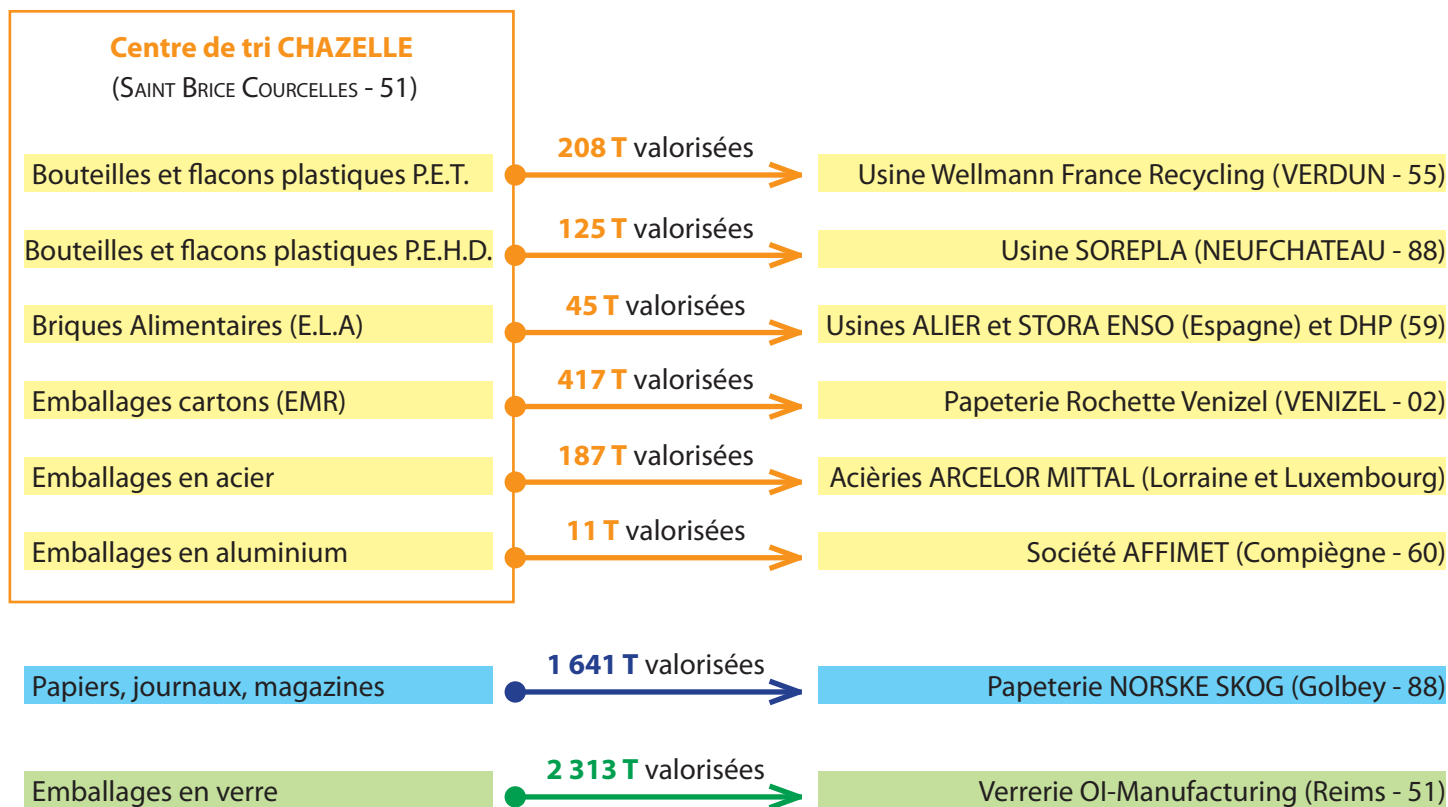 Centre de tri CHAZELLE
(SAINT BRICE COURCELLES - 51)
Bouteilles et flacons plastiques P.E.T.
208 T valorisées
Usine Wellmann France Recycling (VERDUN - 55)
Bouteilles et flacons plastiques P.E.H.D.
125 T valorisées
Usine SOREPLA (NEUFCHATEAU - 88)
Briques Alimentaires (E.L.A)
45 T valorisées
Usines ALIER et STORA ENSO (Espagne) et DHP (59)
Emballages cartons (EMR)
417 T valorisées
Papeterie Rochette Venizel (VENIZEL - 02)
Emballages en acier
187 T valorisées
Acièries ARCELOR MITTAL (Lorraine et Luxembourg)
Emballages en aluminium
11 T valorisées
Société AFFIMET (Compiègne - 60)
Papiers, journaux, magazines
1 641 T valorisées
Papeterie NORSKE SKOG (Golbey - 88)
Emballages en verre
2 313 T valorisées
Verrerie OI-Manufacturing (Reims - 51)